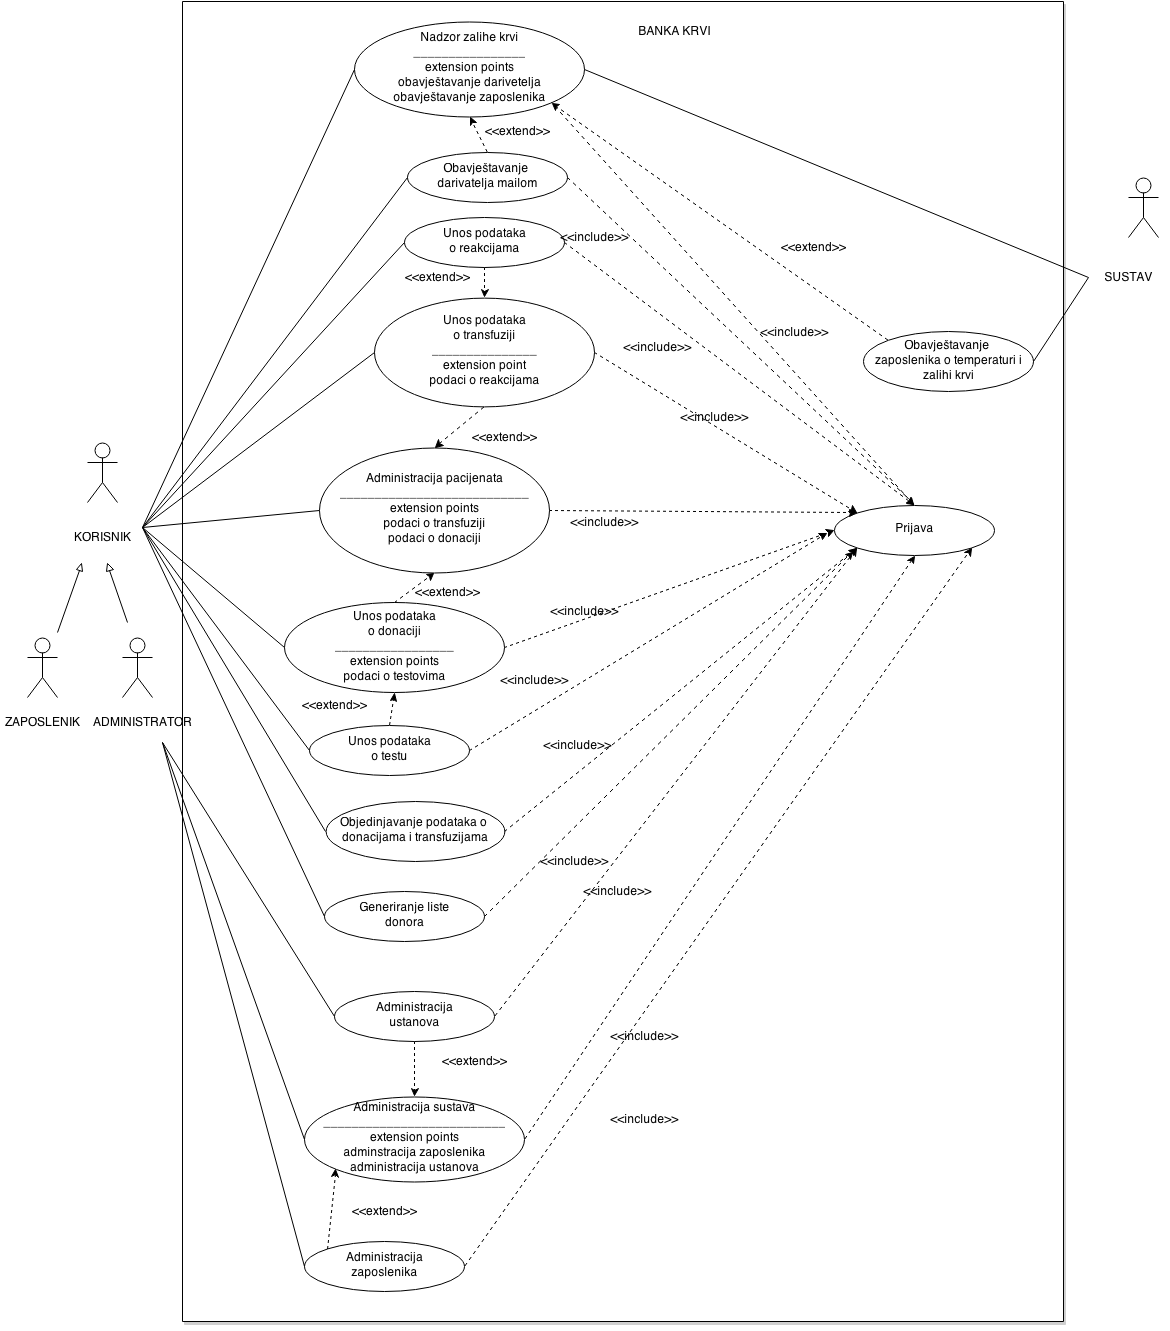 BANKA KRVI
Nadzor zalihe krvi
extension points
obavještavanje darivetelja
obavještavanje zaposlenika
<<extend>>
Obavještavanje
darivatelja mailom
Unos podataka
o reakcijama
<<include>>
<<extend>>
<<extend>>
SUSTAV
Unos podataka
o transfuziji
extension point
podaci o reakcijama
<<include>>
<<include>>
Obavještavanje
zaposlenika o temperaturi i
zalihi krvi
<<include>>
<<extend>>
Administracija pacijenata
extension points
podaci o transfuziji
podaci o donaciji
<<include>>
Prijava
KORISNIK
<<extend>>
Unos podataka
o donaciji
extension points
podaci o testovima
<<include>>
<<include>>
<<extend>>
ZAPOSLENIK
ADMINISTRATOR
Unos podataka
o testu
<<include>>
Objedinjavanje podataka o
donacijama i transfuzijama
<<include>>
<<include>>
Generiranje liste
donora
Administracija
ustanova
<<include>>
<<extend>>
<<include>>
Administracija sustava
extension points
adminstracija zaposlenika
administracija ustanova
<<extend>>
Administracija
zaposlenika